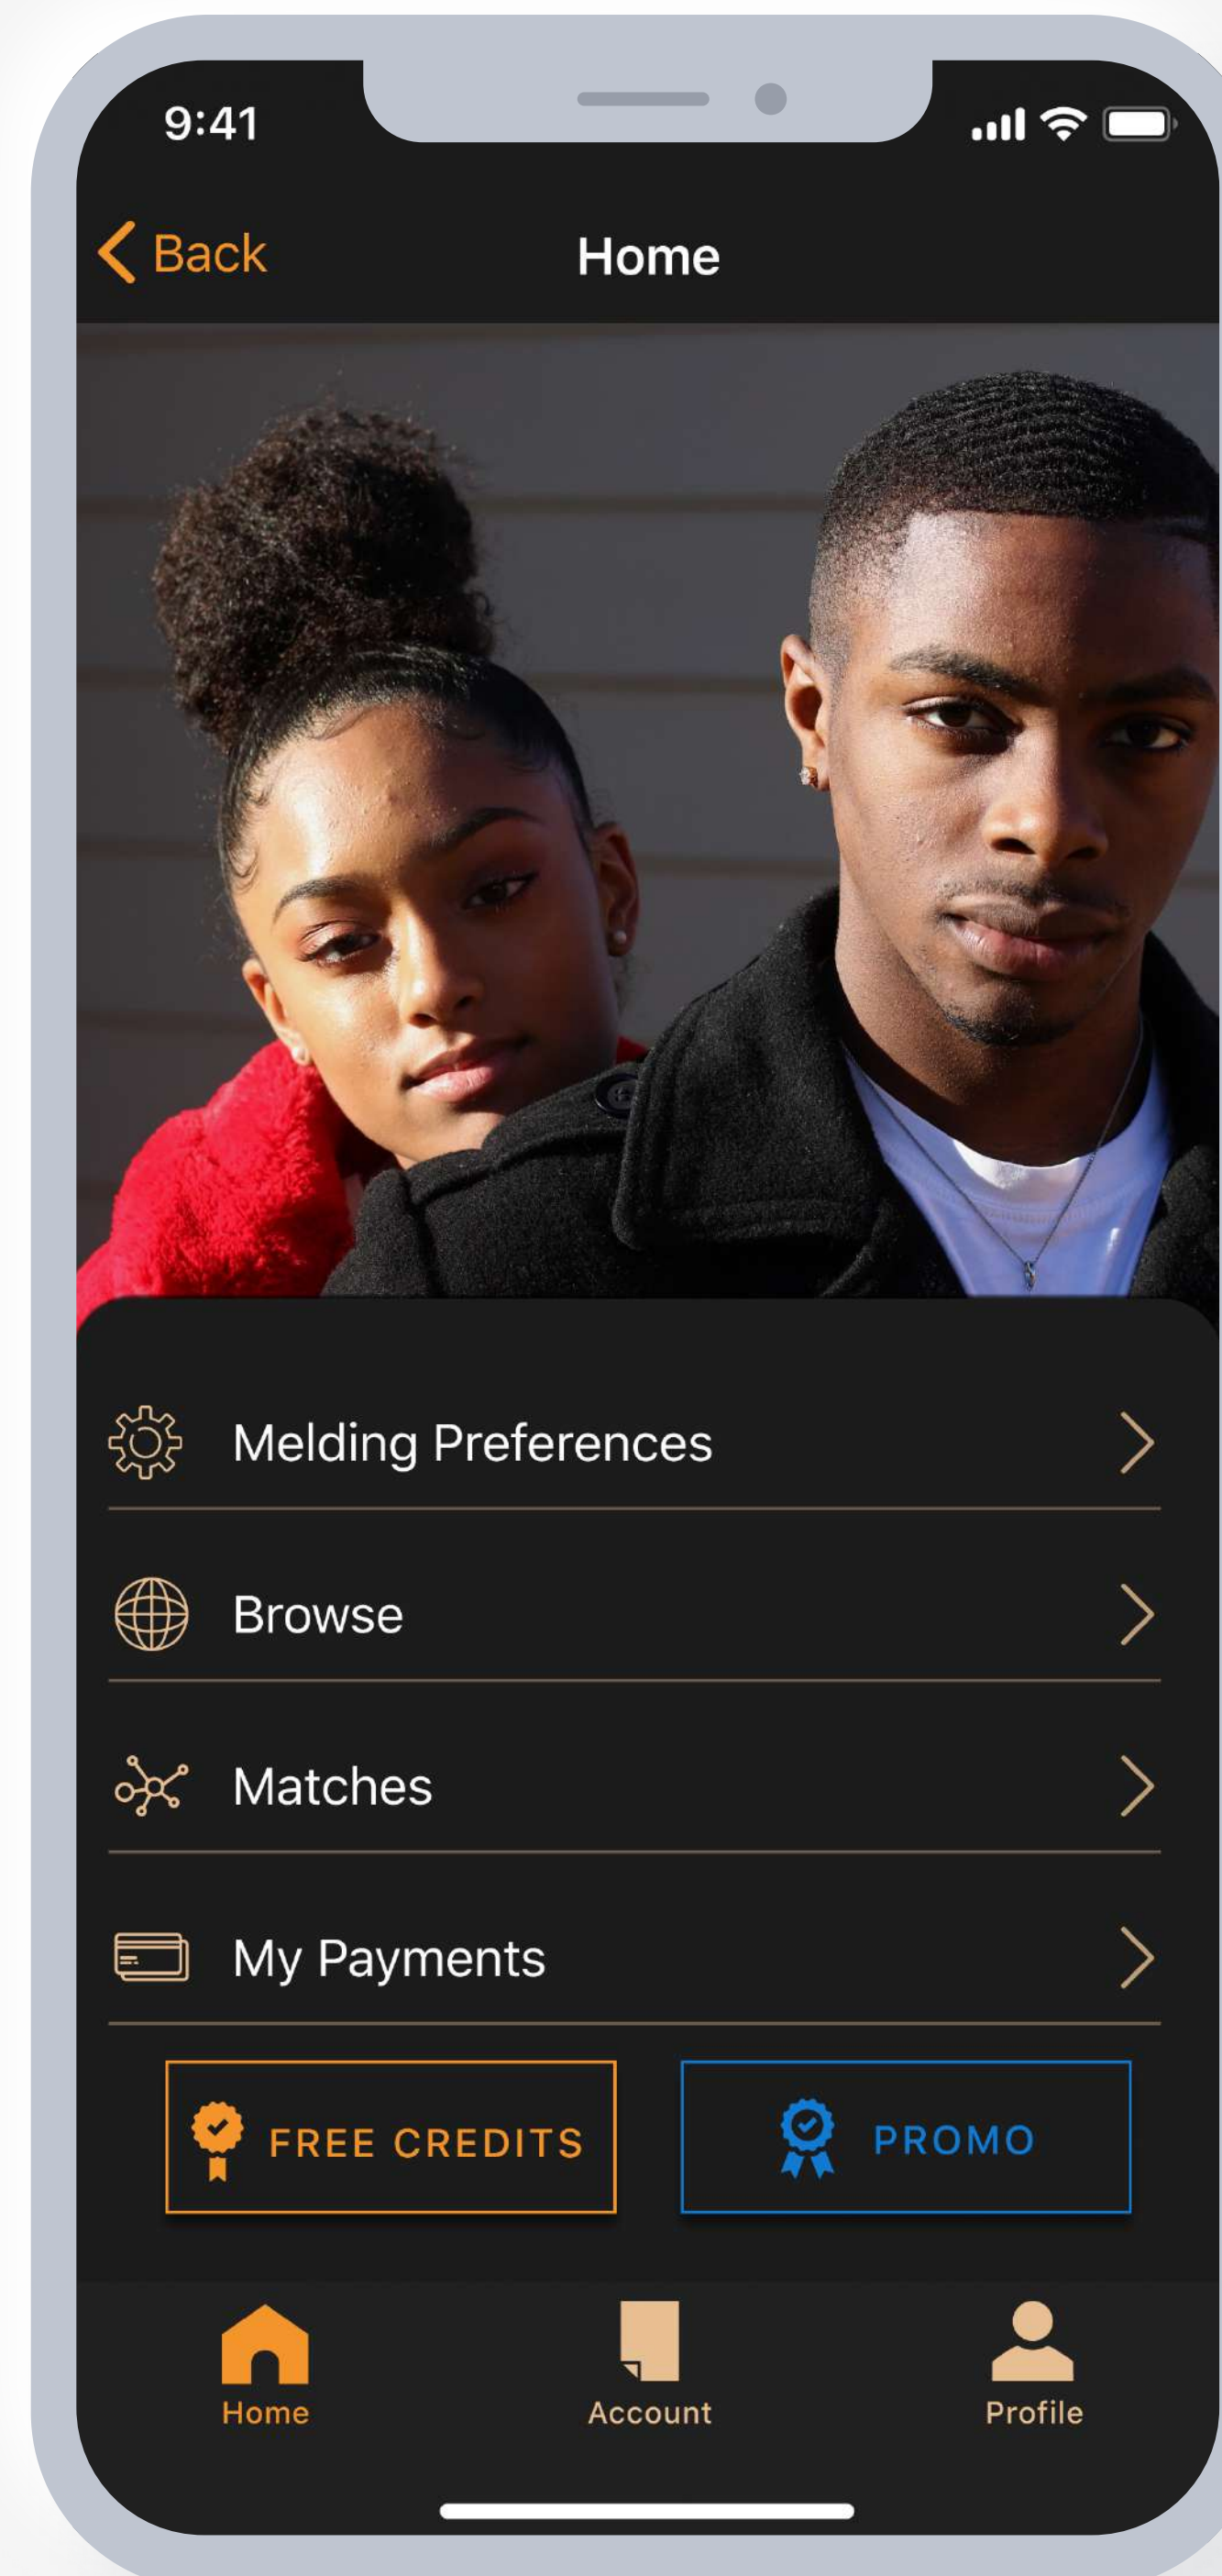 9:41
Back
Home
Melding Preferences
Browse
Matches
My Payments
FREE CREDITS
PROMO
Home
Account
Profile